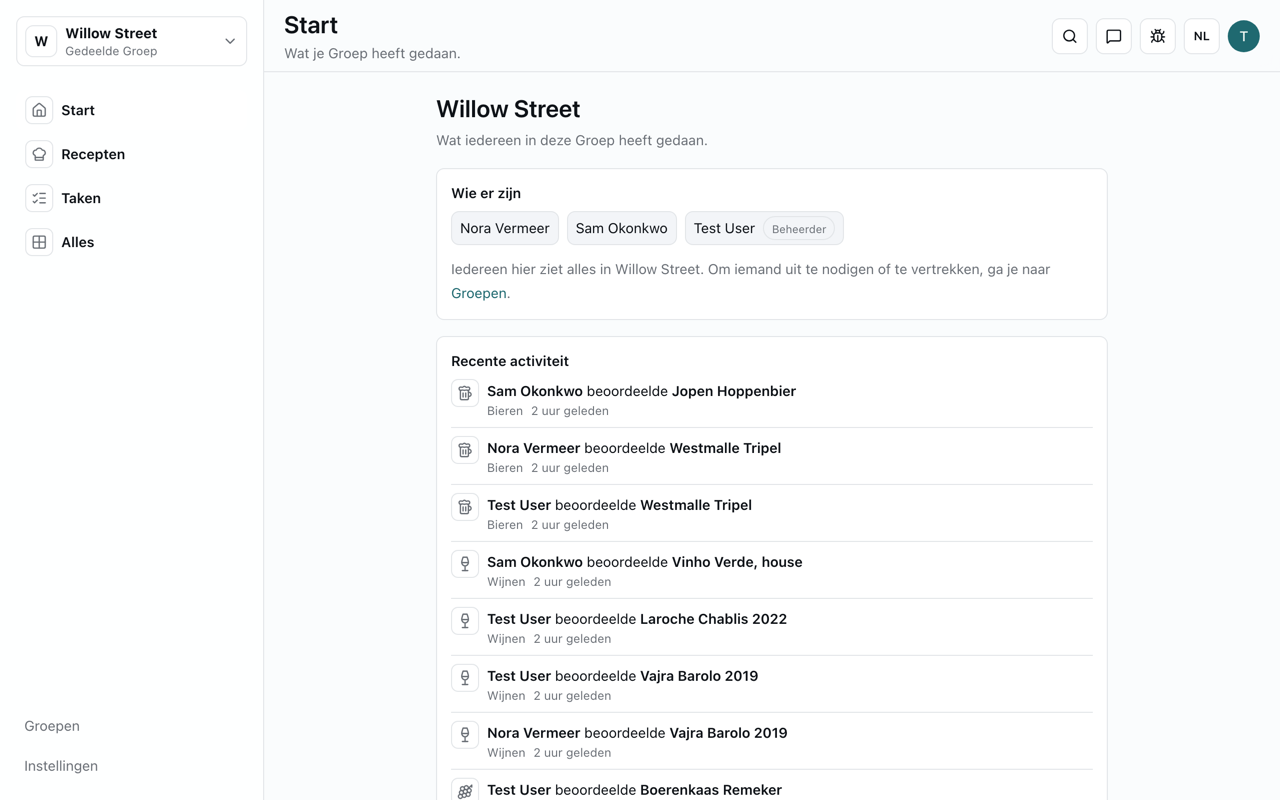 W
Willow Street
Gedeelde Groep
Start
Recepten
Taken
Alles
Groepen
Instellingen
Start
Wat je Groep heeft gedaan.
NL
T
Willow Street
Wat iedereen in deze Groep heeft gedaan.
Wie er zijn
Nora Vermeer
Sam Okonkwo
Test User Beheerder
Iedereen hier ziet alles in Willow Street. Om iemand uit te nodigen of te vertrekken, ga je naar
Groepen.
Recente activiteit
Sam Okonkwo beoordeelde Jopen Hoppenbier
Bieren 2 uur geleden
Nora Vermeer beoordeelde Westmalle Tripel
Bieren 2 uur geleden
Test User beoordeelde Westmalle Tripel
Bieren 2 uur geleden
Sam Okonkwo beoordeelde Vinho Verde, house
Wijnen 2 uur geleden
Test User beoordeelde Laroche Chablis 2022
Wijnen 2 uur geleden
Test User beoordeelde Vajra Barolo 2019
Wijnen 2 uur geleden
Nora Vermeer beoordeelde Vajra Barolo 2019
Wijnen 2 uur geleden
Test User beoordeelde Boerenkaas Remeker